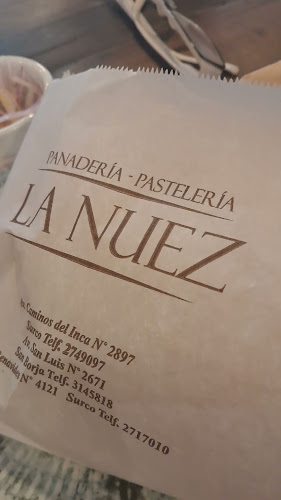 PANADERÍA - PASTELERÍA
LA NUEZ
Caminos del Inca N° 2897
Surco Telf. 2749097
Av. San Luis N° 2671
San Borja Telf. 3145818
N° 4121 Surco Telf. 2717010